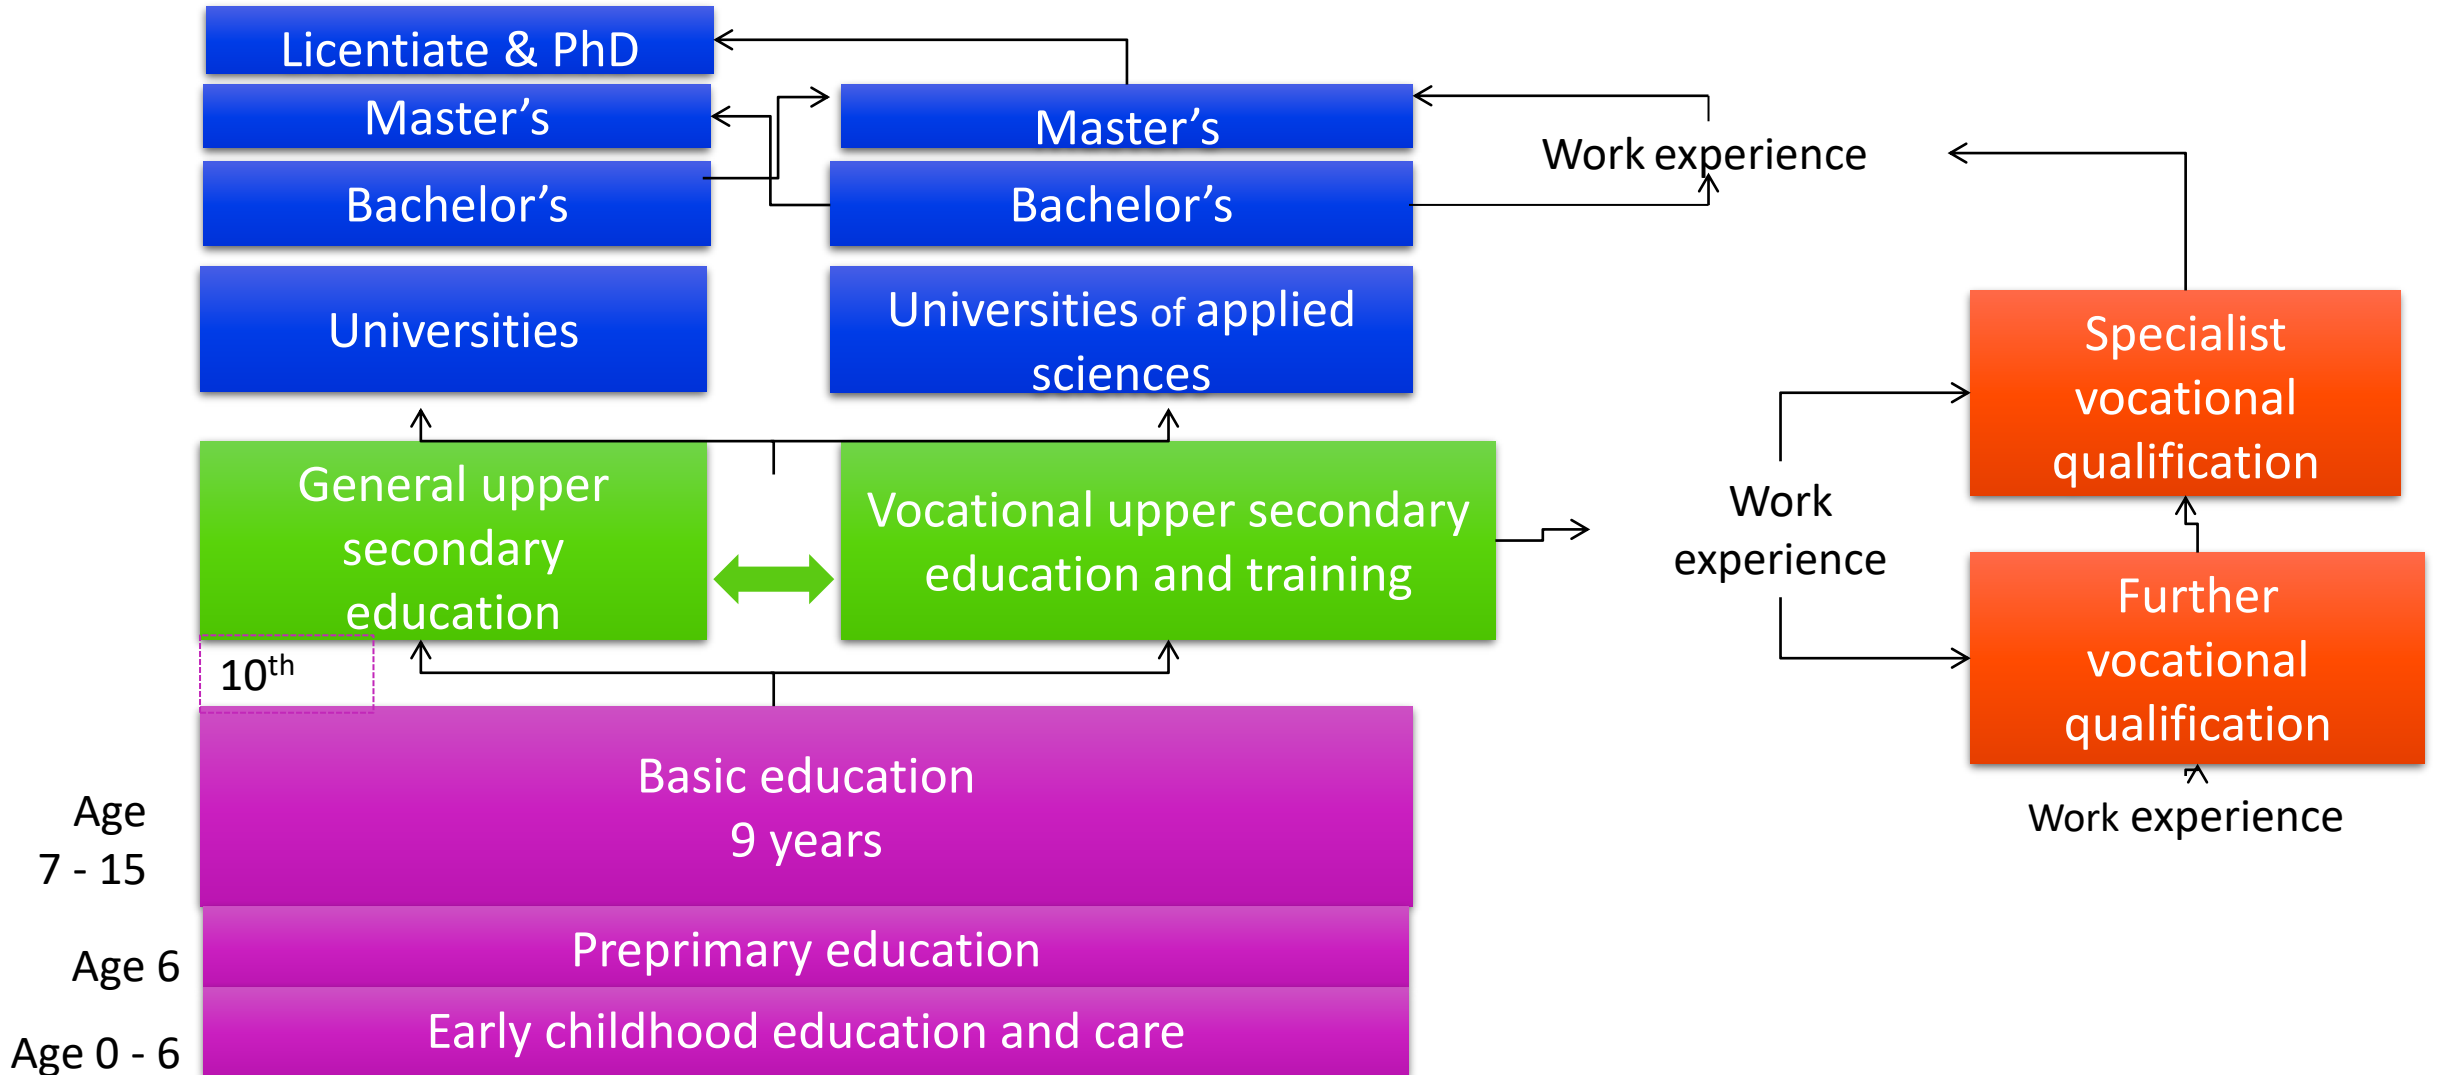 Licentiate & PhD
Master's
Master's
Work experience
Bachelor's
Bachelor's
Universities
Universities of applied
sciences
Specialist
vocational
qualification
General upper
secondary
education
Vocational upper secondary
education and training
Work
experience
Further
vocational
qualification
10th
Basic education
9 years
Age
7 - 15
Work experience
Preprimary education
Age 6
Early childhood education and care
Age 0 - 6